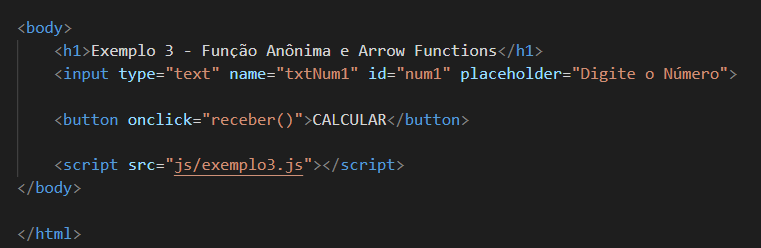 <body>
<h1>Exemplo 3 - Função Anônima e Arrow Functions</h1>
<input type="text" name="txtNum1" id="num1" placeholder="Digite o Número">
<button onclick="receber()">CALCULAR</button>
<script src="js/exemplo3.js"></script>
</body>
</html>